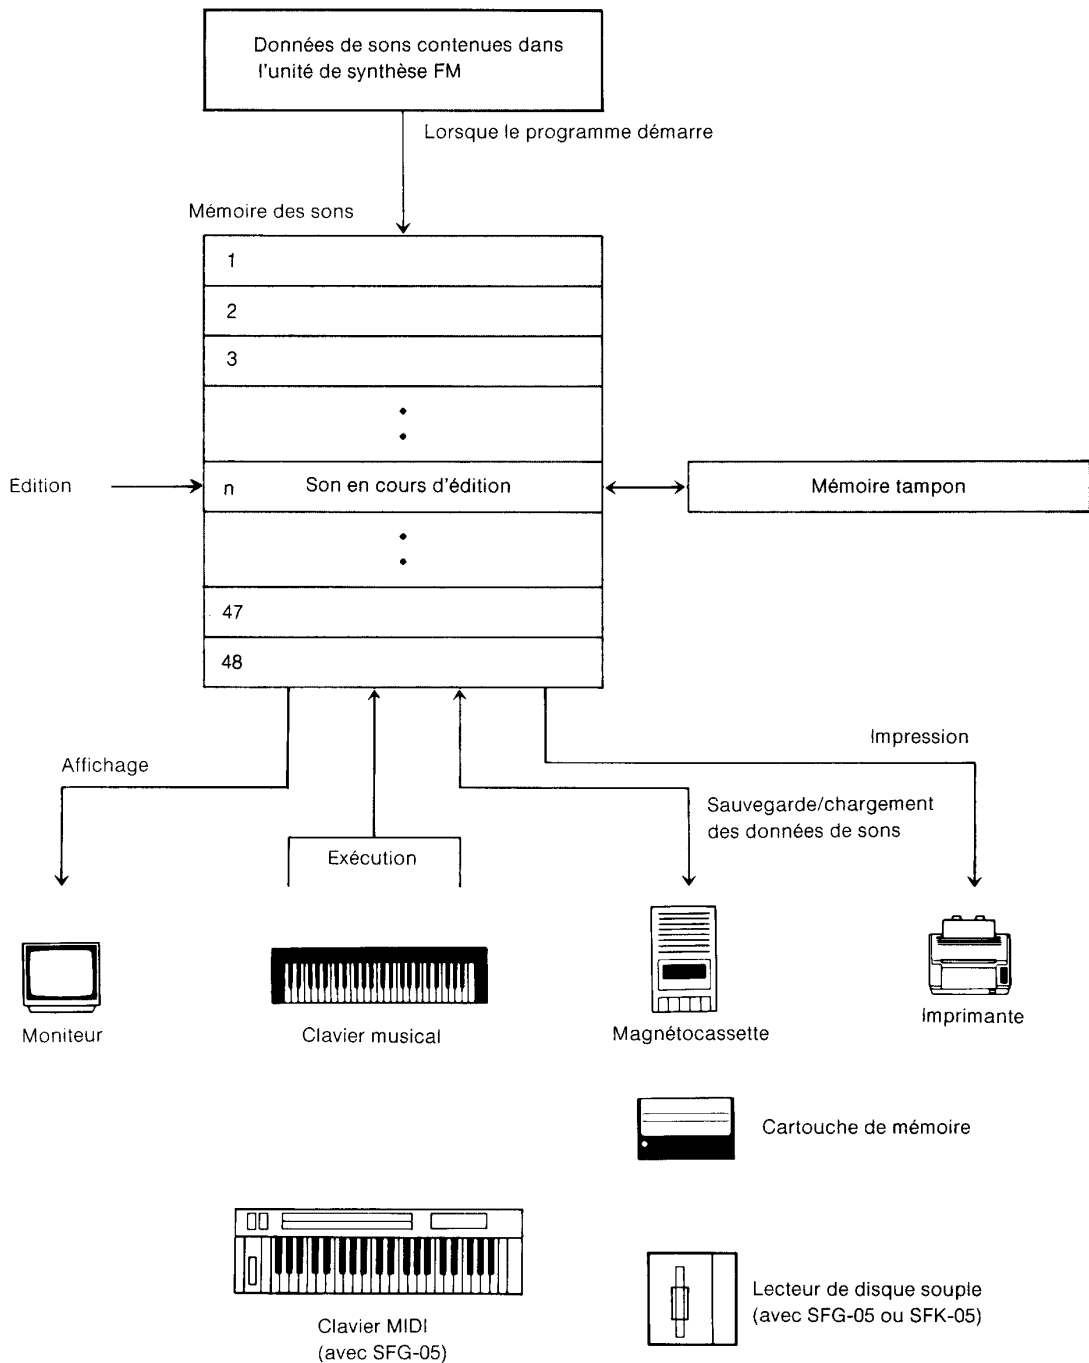 Données de sons contenues dans
l'unité de synthèse FM
Lorsque le programme démarre
Mémoire des sons
1
2
3
Edition
n
Son en cours d'édition
Mémoire tampon
47
48
Impression
Affichage
Sauvegarde/chargement
des données de sons
Exécution
Moniteur
Clavier musical
Magnétocassette
Imprimante
Cartouche de mémoire
Lecteur de disque souple
(avec SFG-05 ou SFK-05)
Clavier MIDI
(avec SFG-05)